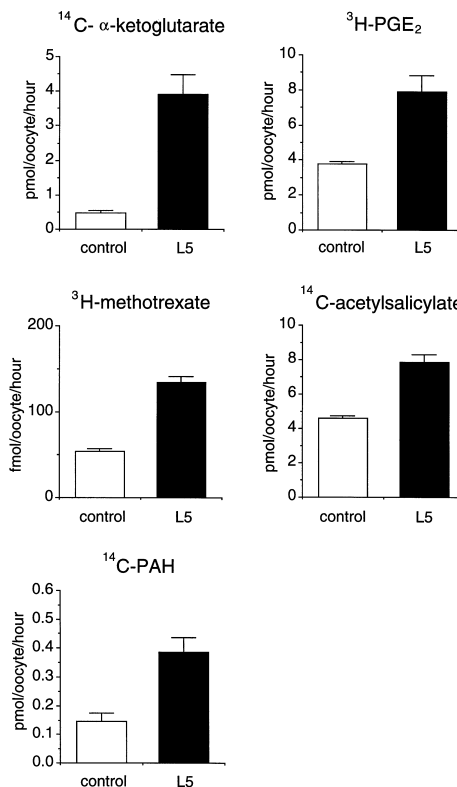 ¹⁴C- α-ketoglutarate
5
4
3
2
1
0
pmol/oocyte/hour
control L5
³H-PGE₂
10
8
6
4
2
0
pmol/oocyte/hour
control L5
³H-methotrexate
200
100
0
fmol/oocyte/hour
control L5
¹⁴C-acetylsalicylate
10
8
6
4
2
0
pmol/oocyte/hour
control L5
¹⁴C-PAH
0.6
0.5
0.4
0.3
0.2
0.1
0.0
pmol/oocyte/hour
control L5